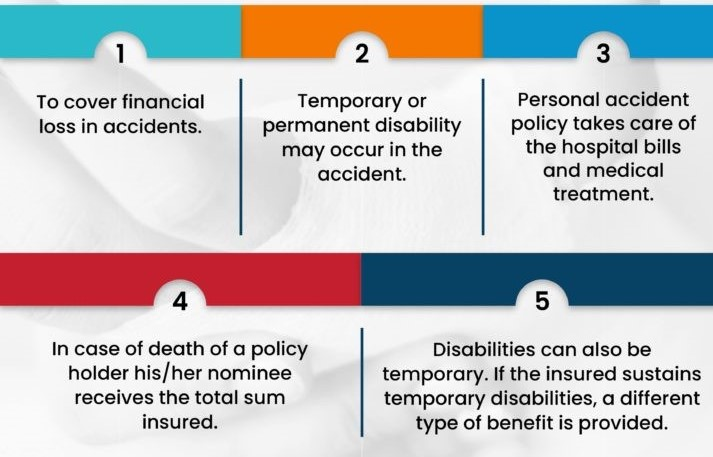 1
To cover financial
loss in accidents.
2
Temporary or
permanent disability
may occur in the
accident.
3
Personal accident
policy takes care of
the hospital bills
and medical
treatment.
4
In case of death of a policy
holder his/her nominee
receives the total sum
insured.
5
Disabilities can also be
temporary. If the insured sustains
temporary disabilities, a different
type of benefit is provided.